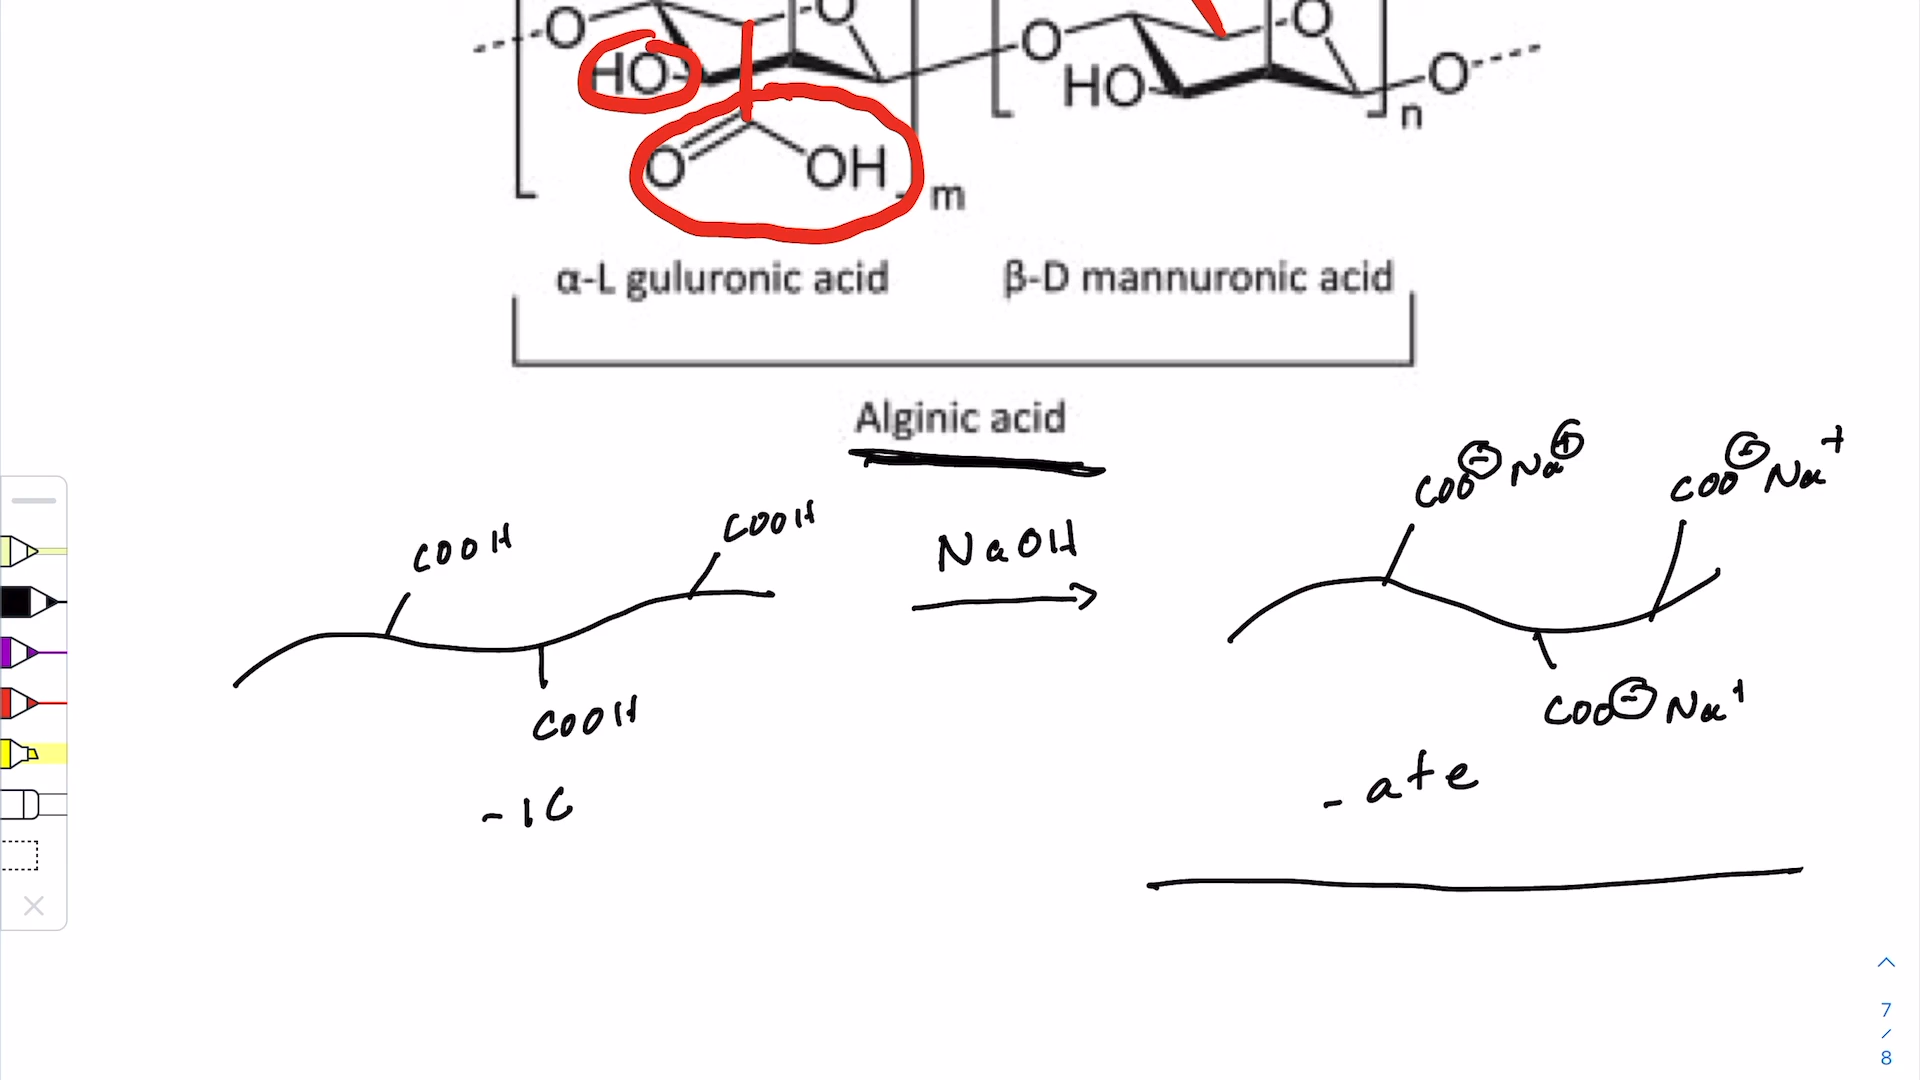 O O O O O
HO HO
n
O OH
m
α-L guluronic acid β-D mannuronic acid
Alginic acid
COO⊖ Na⊕ COO⊖ Na+
COOH COOH NaOH
COOH COO⊖ Na+
-ate
-IC
7
/
8